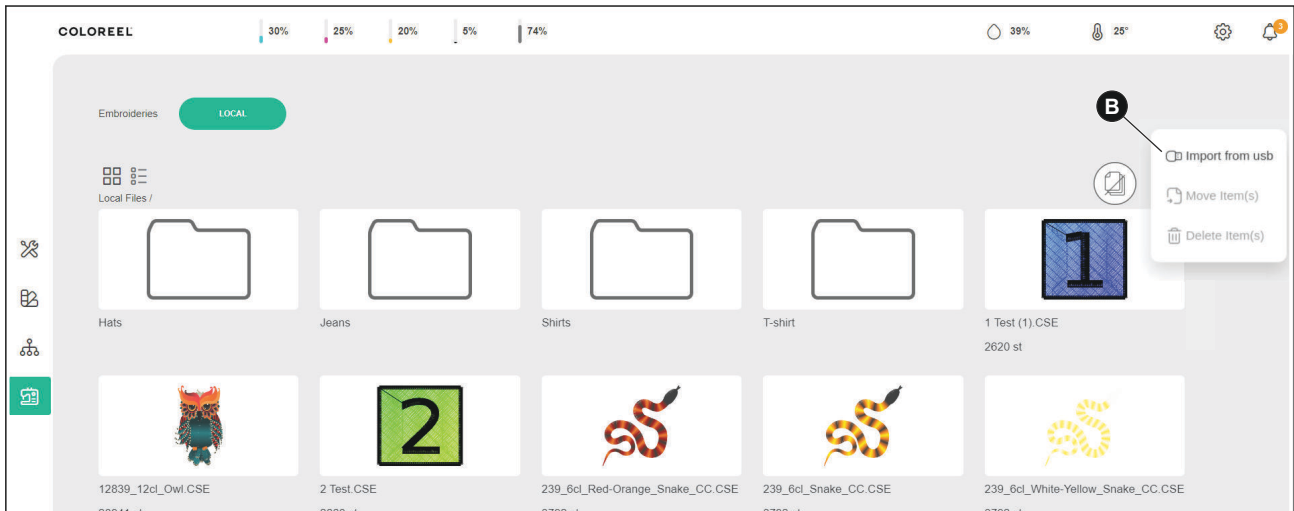 COLOREEL 30% 25% 20% 5% 74% 39% 25° 3
Embroideries LOCAL
B
Import from usb
Move Item(s)
Delete Item(s)
Local Files /
1
Hats Jeans Shirts T-shirt 1 Test (1).CSE
2620 st
2
12839_12cl_Owl.CSE 2 Test.CSE 239_6cl_Red-Orange_Snake_CC.CSE 239_6cl_Snake_CC.CSE 239_6cl_White-Yellow_Snake_CC.CSE